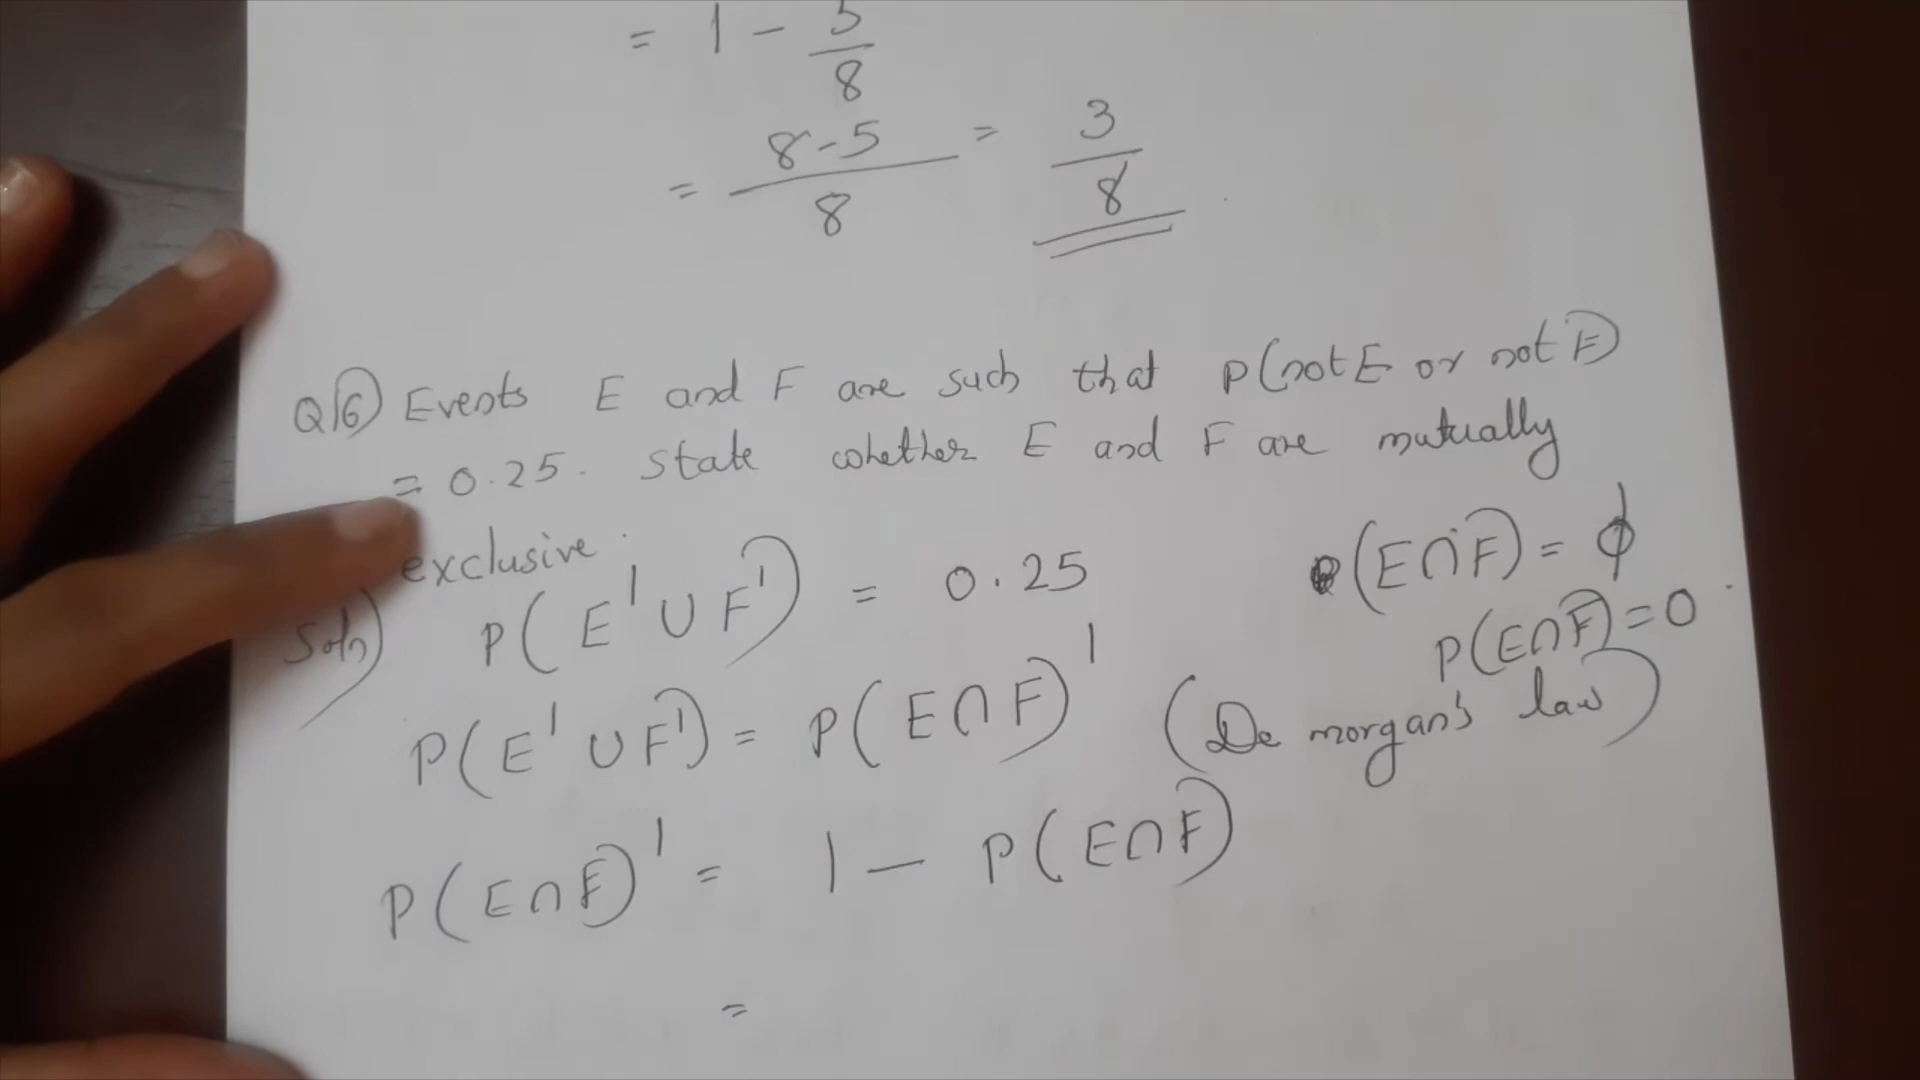 = 1 - 5/8
= 8-5/8 = 3/8
Q16) Events E and F are such that P(not E or not F)
= 0.25. State whether E and F are mutually
exclusive.
(E∩F) = ϕ
Soln) P(E' ∪ F') = 0.25
P(E∩F) = 0
P(E' ∪ F') = P(E∩F)' (De morgan's law)
P(E∩F)' = 1 - P(E∩F)
=